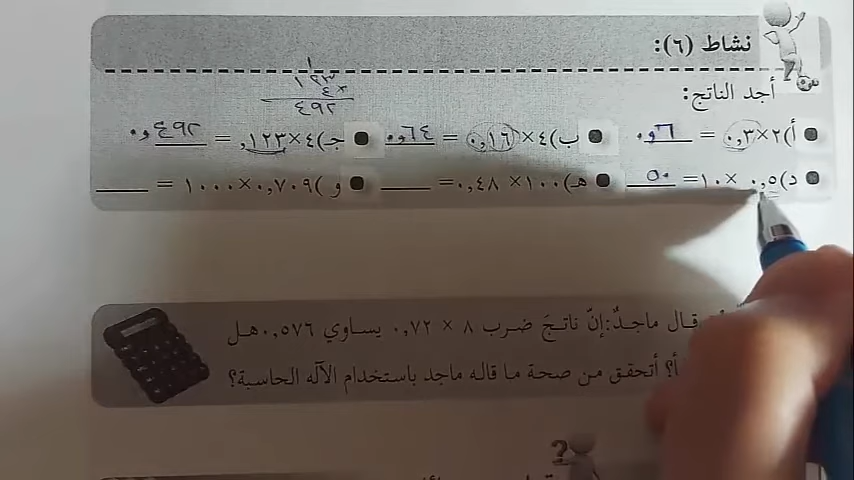 نشاط (٦):
أجد الناتج:
١
١٢٣
٤ ×
٤٩٢
أ) ٢ × ٠,٣ = ٠,٦ ب) ٤ × ٠,١٦ = ٠,٦٤ جـ) ٤ × ٠,١٢٣ = ٠,٤٩٢
د) ٠,٥ × ١٠ = ٥٠ هـ) ١٠٠ × ٠,٤٨ = و) ٠,٧٠٩ × ١٠٠٠ =
قال ماجدٌ: إنّ ناتجَ ضرب ٨ × ٠,٧٢ يساوي ٠,٥٧٦ هل
أ؟ أتحقق من صحة ما قاله ماجد باستخدام الآله الحاسبة؟
?